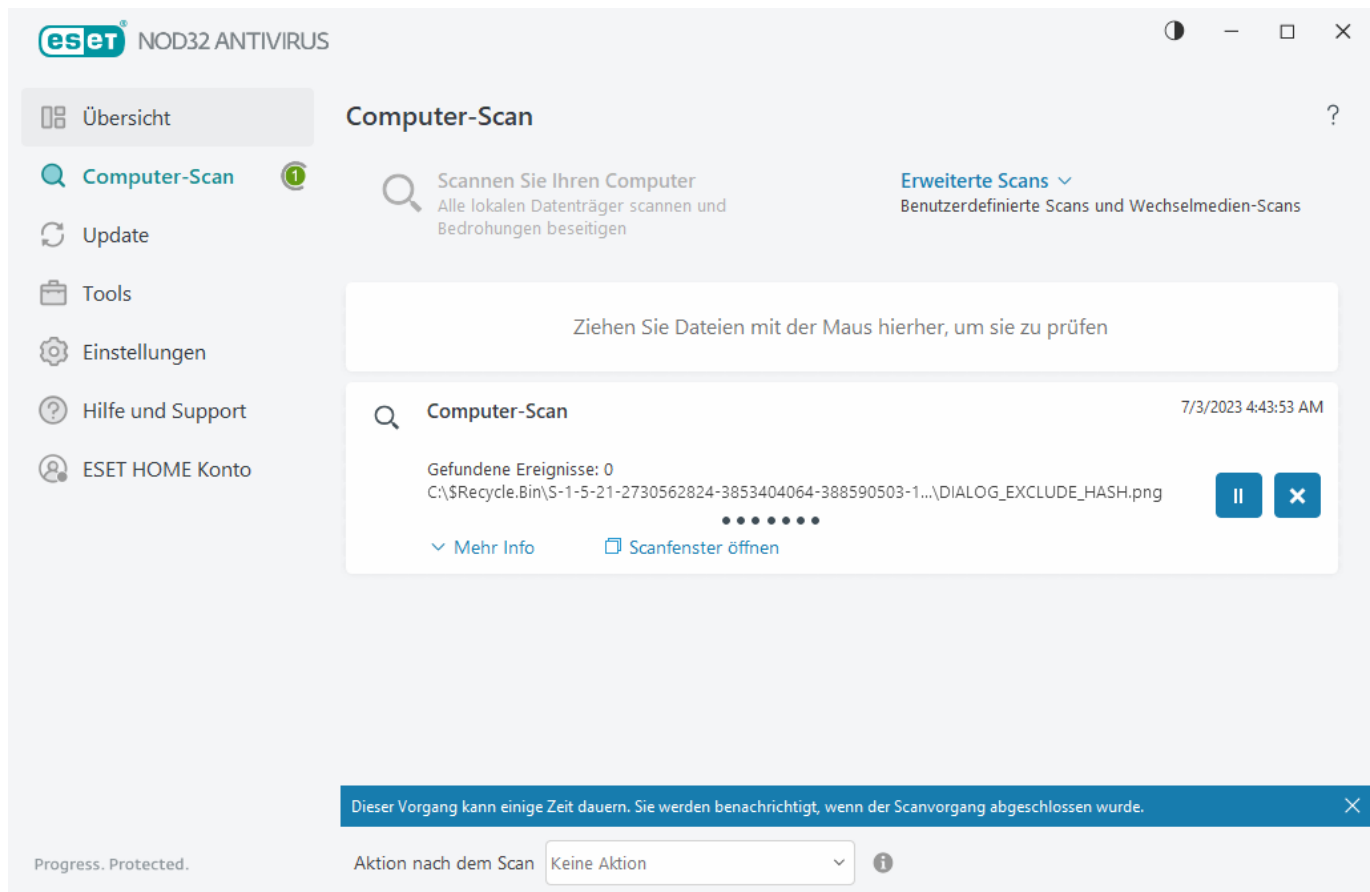 eset® NOD32 ANTIVIRUS
Übersicht
Computer-Scan
1
Update
Tools
Einstellungen
Hilfe und Support
ESET HOME Konto
Progress. Protected.
Computer-Scan
?
Scannen Sie Ihren Computer
Alle lokalen Datenträger scannen und
Bedrohungen beseitigen
Erweiterte Scans
Benutzerdefinierte Scans und Wechselmedien-Scans
Ziehen Sie Dateien mit der Maus hierher, um sie zu prüfen
Computer-Scan
7/3/2023 4:43:53 AM
Gefundene Ereignisse: 0
C:\$Recycle.Bin\S-1-5-21-2730562824-3853404064-388590503-1...\DIALOG_EXCLUDE_HASH.png
Mehr Info
Scanfenster öffnen
Dieser Vorgang kann einige Zeit dauern. Sie werden benachrichtigt, wenn der Scanvorgang abgeschlossen wurde.
Aktion nach dem Scan
Keine Aktion